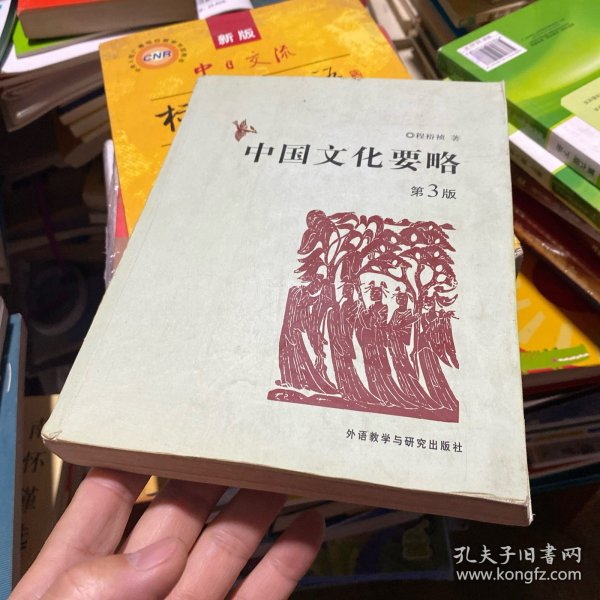 新版
CNR
中日交流
标
◎程裕祯 著
中国文化要略
第3版
外语教学与研究出版社
孔夫子旧书网
www.kongfz.com